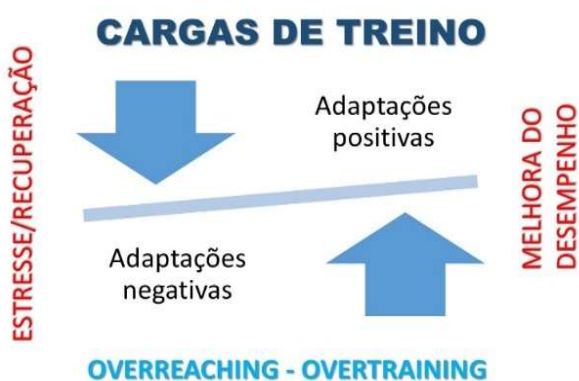 CARGAS DE TREINO
ESTRESSE/RECUPERAÇÃO
Adaptações
positivas
MELHORA DO
DESEMPENHO
Adaptações
negativas
OVERREACHING - OVERTRAINING